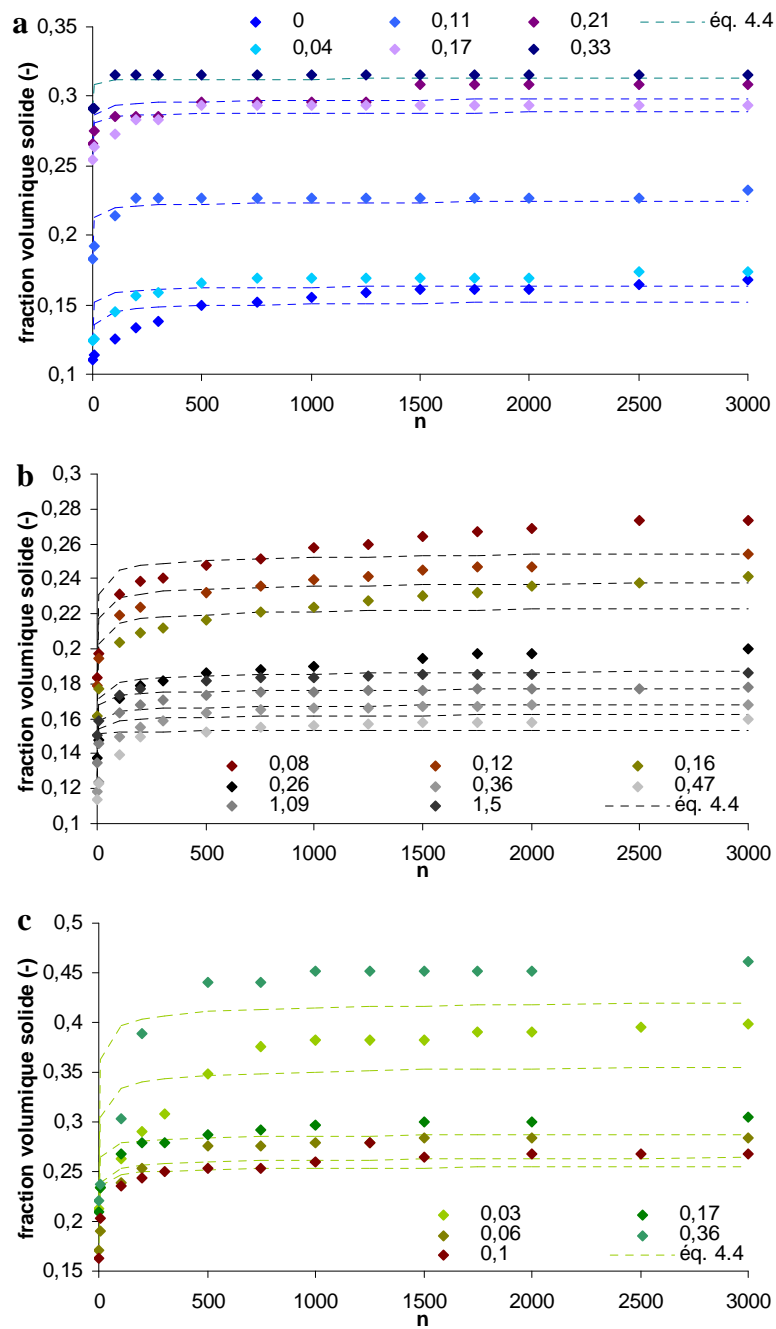 a
0 0,11 0,21 éq. 4.4
0,04 0,17 0,33
fraction volumique solide (-)
0,35
0,3
0,25
0,2
0,15
0,1
0 500 1000 1500 2000 2500 3000
n
b
fraction volumique solide (-)
0,3
0,28
0,26
0,24
0,22
0,2
0,18
0,16
0,14
0,12
0,1
0,08 0,12 0,16
0,26 0,36 0,47
1,09 1,5 éq. 4.4
0 500 1000 1500 2000 2500 3000
n
c
fraction volumique solide (-)
0,5
0,45
0,4
0,35
0,3
0,25
0,2
0,15
0,03 0,17
0,06 0,36
0,1 éq. 4.4
0 500 1000 1500 2000 2500 3000
n